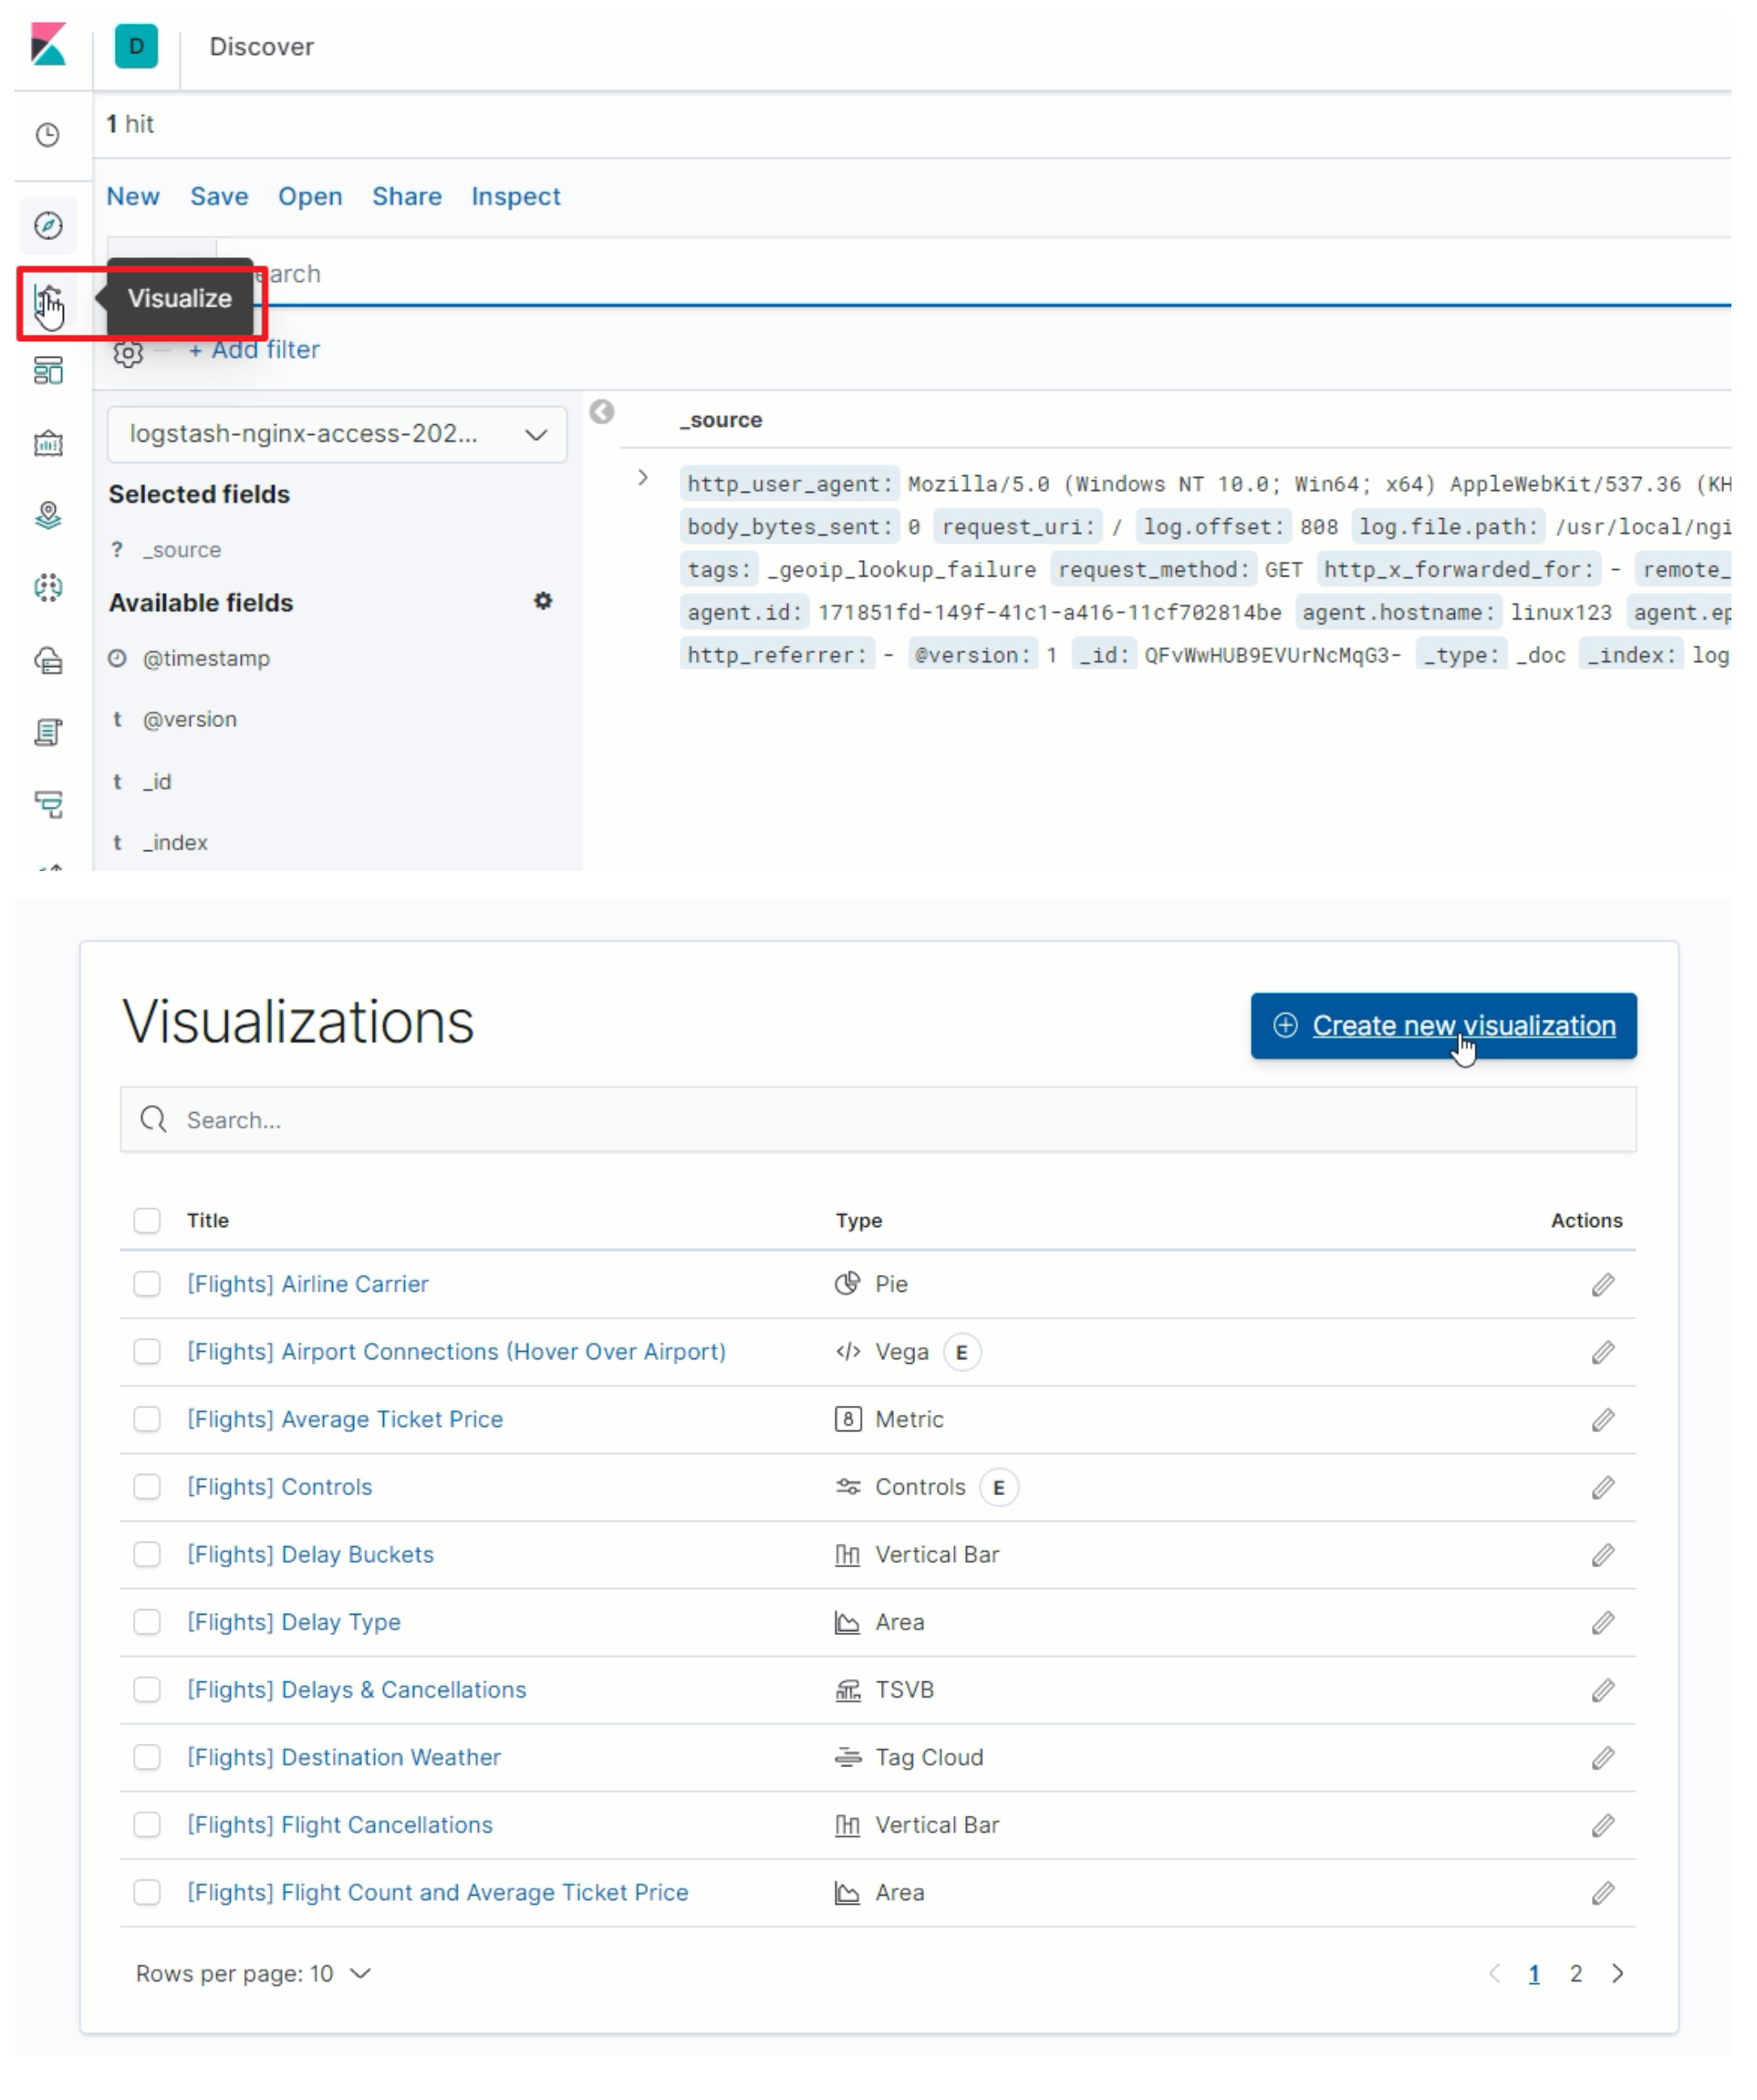 D Discover
1 hit
New Save Open Share Inspect
earch
Visualize
+ Add filter
logstash-nginx-access-202...
_source
Selected fields
http_user_agent: Mozilla/5.0 (Windows NT 10.0; Win64; x64) AppleWebKit/537.36 (KH
body_bytes_sent: 0 request_uri: / log.offset: 808 log.file.path: /usr/local/ngi
? _source
tags: _geoip_lookup_failure request_method: GET http_x_forwarded_for: - remote_
Available fields
agent.id: 171851fd-149f-41c1-a416-11cf702814be agent.hostname: linux123 agent.ep
@timestamp
http_referrer: - @version: 1 _id: QFvWwHUB9EVUrNcMqG3- _type: _doc _index: log
t @version
t _id
t _index
Visualizations
Create new visualization
Search...
Title Type Actions
[Flights] Airline Carrier Pie
[Flights] Airport Connections (Hover Over Airport) Vega E
[Flights] Average Ticket Price 8 Metric
[Flights] Controls Controls E
[Flights] Delay Buckets Vertical Bar
[Flights] Delay Type Area
[Flights] Delays & Cancellations TSVB
[Flights] Destination Weather Tag Cloud
[Flights] Flight Cancellations Vertical Bar
[Flights] Flight Count and Average Ticket Price Area
Rows per page: 10 < 1 2 >